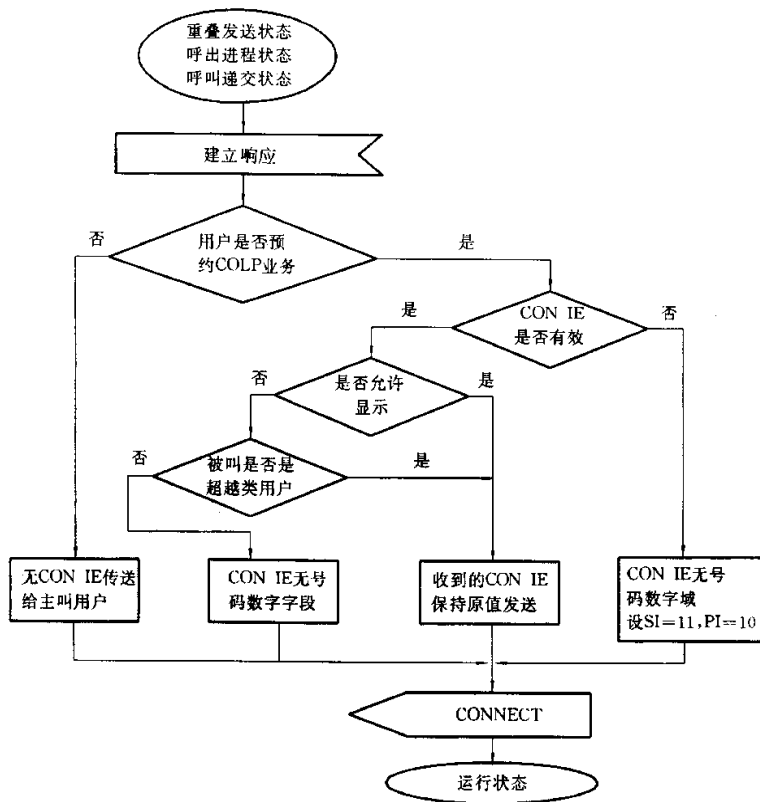 重叠发送状态
呼出进程状态
呼叫递交状态
建立响应
否
用户是否预
约COLP业务
是
是
CON IE
是否有效
否
否
是否允许
显示
是
否
被叫是否是
超越类用户
是
无CON IE传送
给主叫用户
CON IE无号
码数字字段
收到的CON IE
保持原值发送
CON IE无号
码数字域
设SI=11,PI=10
CONNECT
运行状态